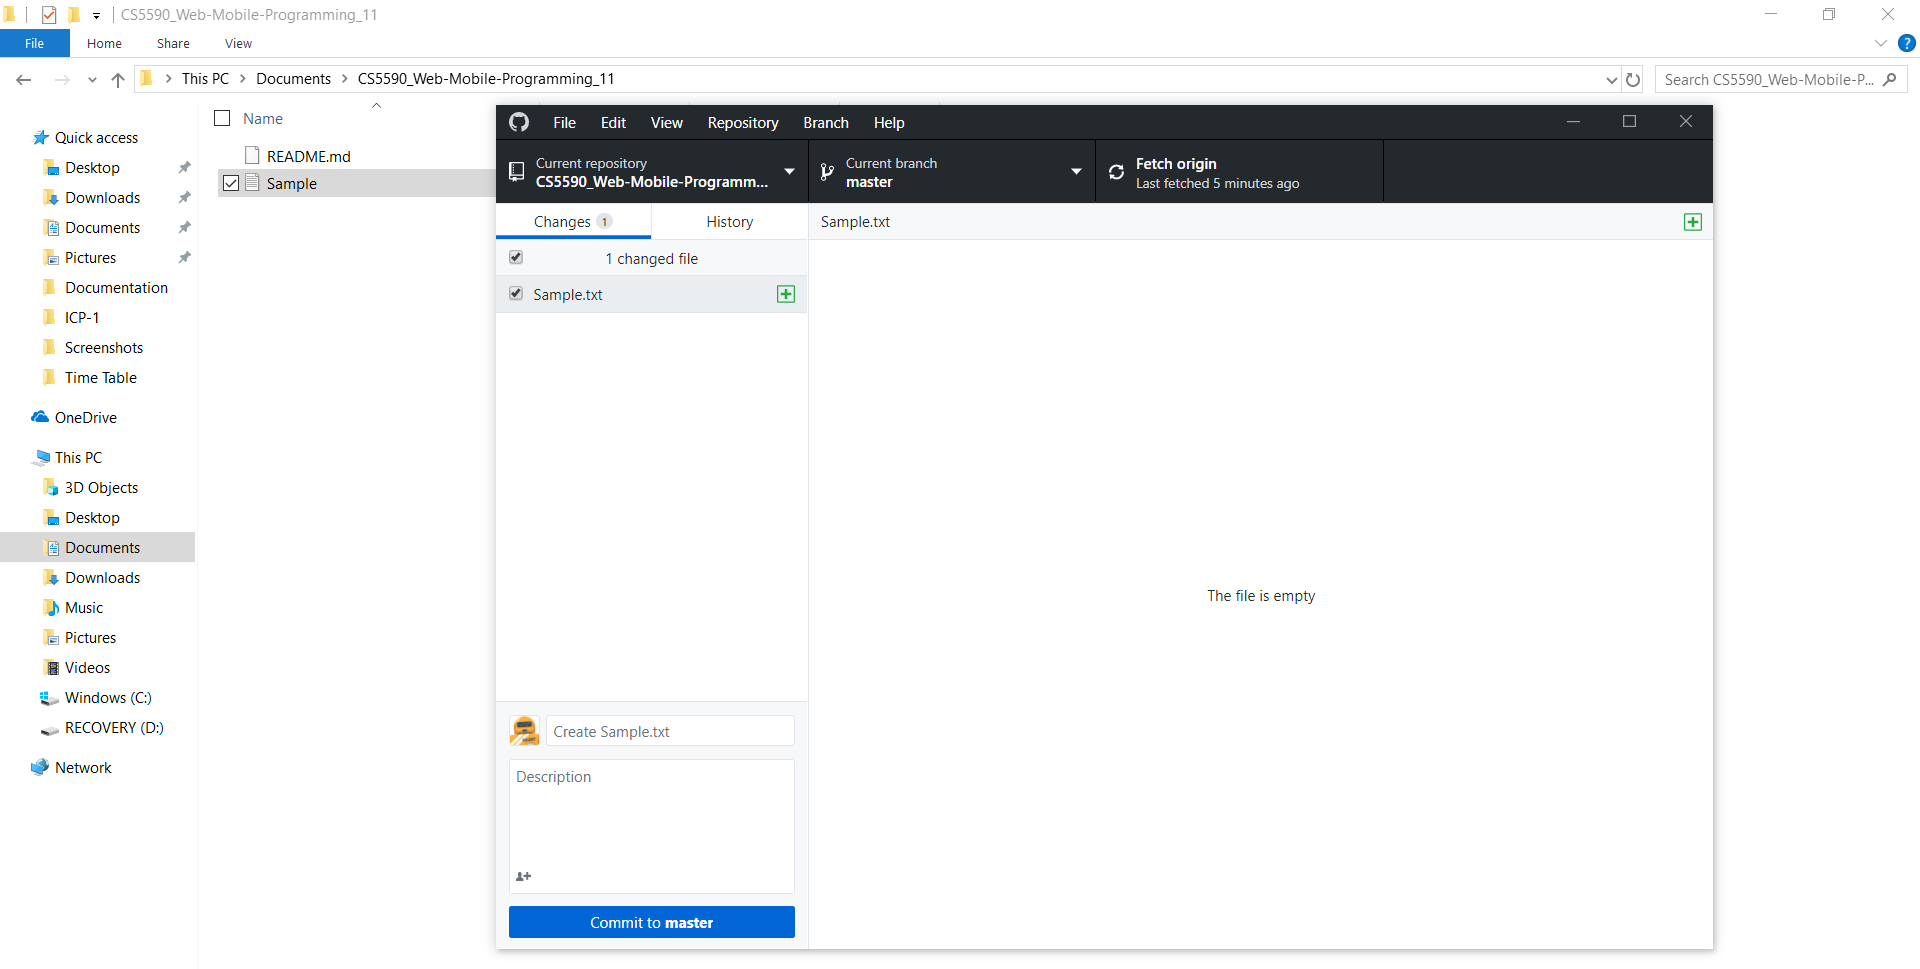 CS5590_Web-Mobile-Programming_11
File Home Share View
This PC Documents CS5590_Web-Mobile-Programming_11
Search CS5590_Web-Mobile-P...
Quick access
Desktop
Downloads
Documents
Pictures
Documentation
ICP-1
Screenshots
Time Table
OneDrive
This PC
3D Objects
Desktop
Documents
Downloads
Music
Pictures
Videos
Windows (C:)
RECOVERY (D:)
Network
Name
README.md
Sample
File Edit View Repository Branch Help
Current repository
CS5590_Web-Mobile-Programm...
Current branch
master
Fetch origin
Last fetched 5 minutes ago
Changes 1
History
1 changed file
Sample.txt
Create Sample.txt
Description
Commit to master
Sample.txt
The file is empty